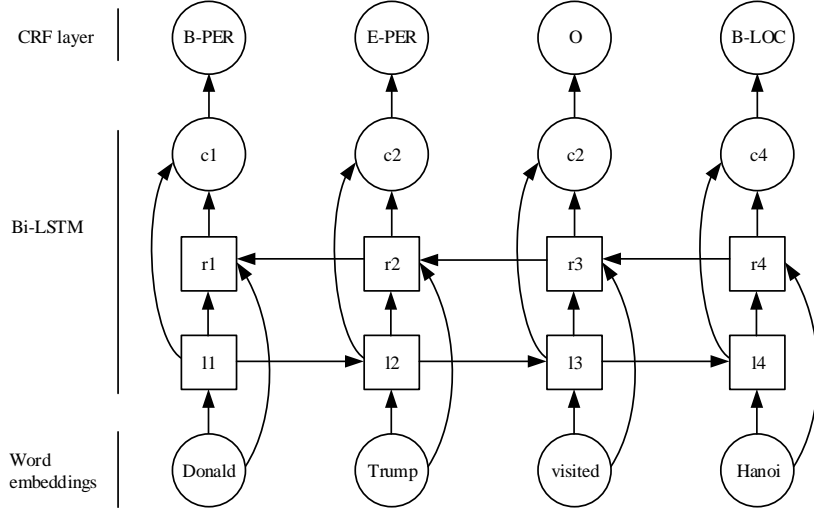 CRF layer B-PER E-PER O B-LOC
c1 c2 c2 c4
Bi-LSTM
r1 r2 r3 r4
l1 l2 l3 l4
Word
embeddings
Donald Trump visited Hanoi